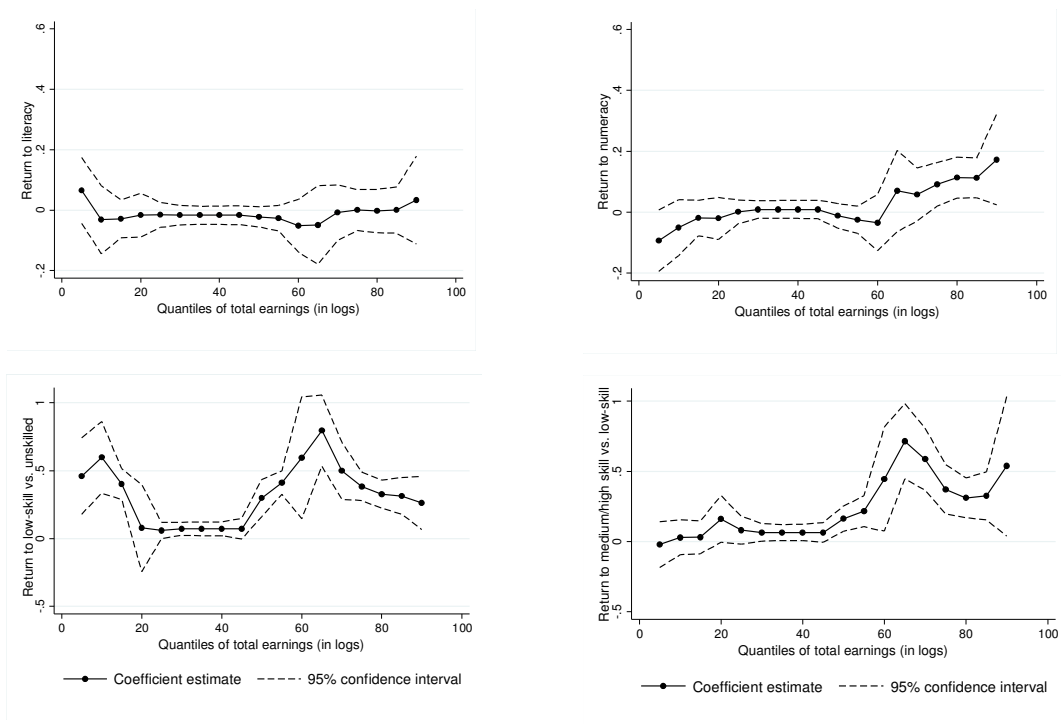 Return to literacy
.6
.4
.2
0
-.2
0 20 40 60 80 100
Quantiles of total earnings (in logs)
Return to numeracy
.6
.4
.2
0
-.2
0 20 40 60 80 100
Quantiles of total earnings (in logs)
Return to low-skill vs. unskilled
1
.5
0
-.5
0 20 40 60 80 100
Quantiles of total earnings (in logs)
Coefficient estimate 95% confidence interval
Return to medium/high skill vs. low-skill
1
.5
0
-.5
0 20 40 60 80 100
Quantiles of total earnings (in logs)
Coefficient estimate 95% confidence interval